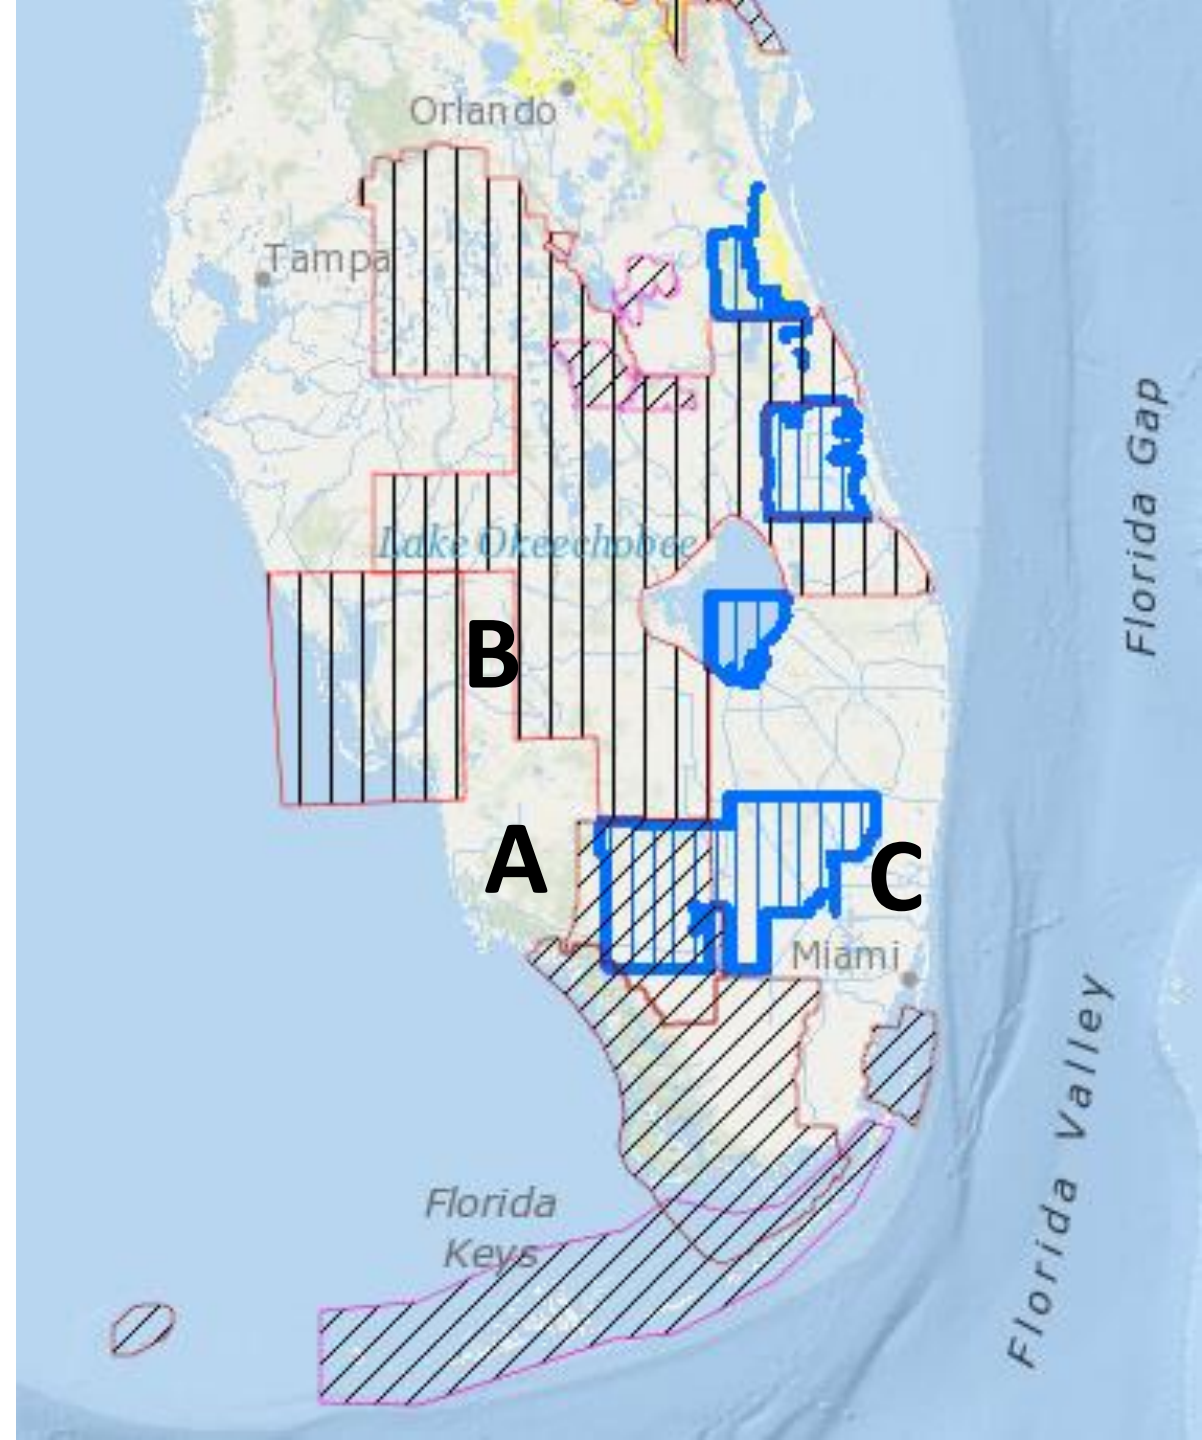 Orlando
Tampa
Florida Gap
Lake Okeechobee
B
A
C
Miami
Florida Valley
Florida
Keys